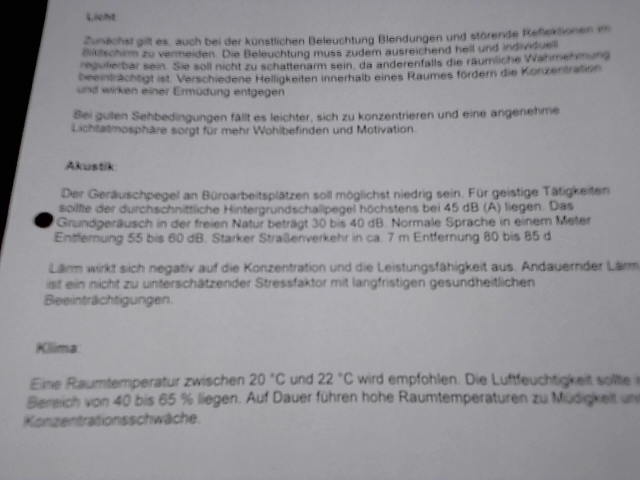 Licht:
Zunächst gilt es, auch bei der künstlichen Beleuchtung Blendungen und störende Reflektionen im
Bildschirm zu vermeiden. Die Beleuchtung muss zudem ausreichend hell und individuell
regulierbar sein. Sie soll nicht zu schattenarm sein, da anderenfalls die räumliche Wahrnehmung
beeinträchtigt ist. Verschiedene Helligkeiten innerhalb eines Raumes fördern die Konzentration
und wirken einer Ermüdung entgegen
Bei guten Sehbedingungen fällt es leichter, sich zu konzentrieren und eine angenehme
Lichtatmosphäre sorgt für mehr Wohlbefinden und Motivation.
Akustik:
Der Geräuschpegel an Büroarbeitsplätzen soll möglichst niedrig sein. Für geistige Tätigkeiten
sollte der durchschnittliche Hintergrundschallpegel höchstens bei 45 dB (A) liegen. Das
Grundgeräusch in der freien Natur beträgt 30 bis 40 dB. Normale Sprache in einem Meter
Entfernung 55 bis 60 dB. Starker Straßenverkehr in ca. 7 m Entfernung 80 bis 85 d
Lärm wirkt sich negativ auf die Konzentration und die Leistungsfähigkeit aus. Andauernder Lärm
ist ein nicht zu unterschätzender Stressfaktor mit langfristigen gesundheitlichen
Beeinträchtigungen.
Klima:
Eine Raumtemperatur zwischen 20 °C und 22 °C wird empfohlen. Die Luftfeuchtigkeit sollte
Bereich von 40 bis 65 % liegen. Auf Dauer führen hohe Raumtemperaturen zu Müdigkeit und
Konzentrationsschwäche.